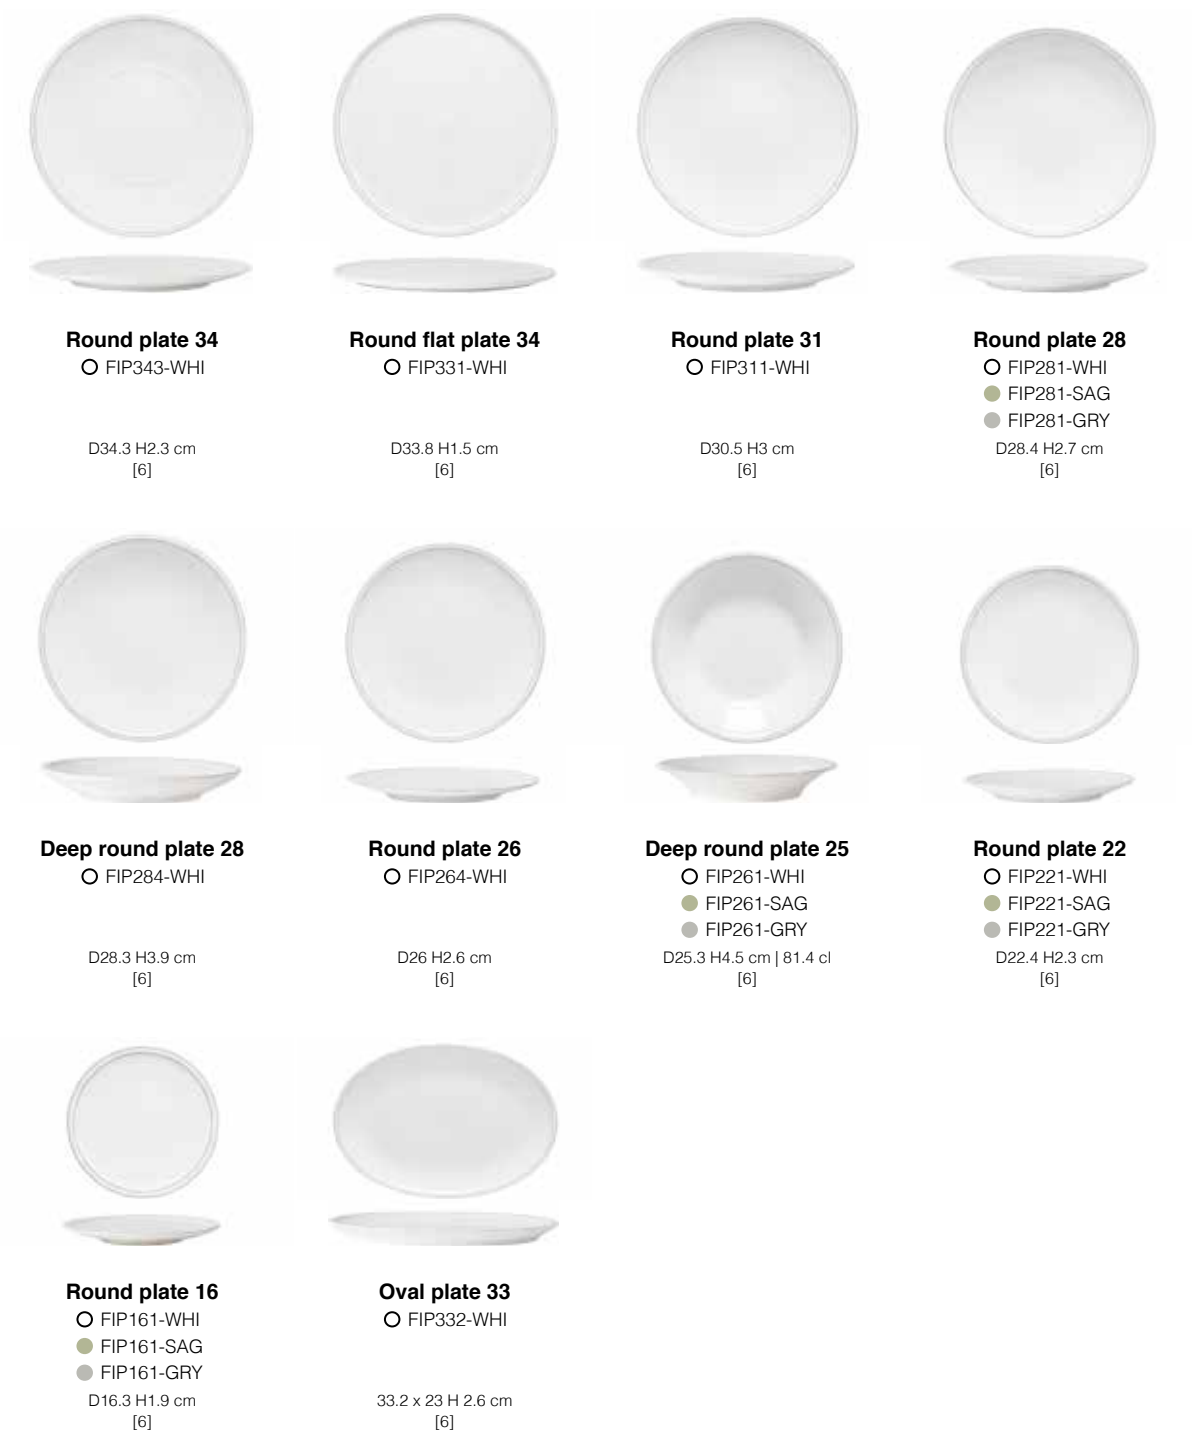 Round plate 34
FIP343-WHI
D34.3 H2.3 cm
[6]
Round flat plate 34
FIP331-WHI
D33.8 H1.5 cm
[6]
Round plate 31
FIP311-WHI
D30.5 H3 cm
[6]
Round plate 28
FIP281-WHI
FIP281-SAG
FIP281-GRY
D28.4 H2.7 cm
[6]
Deep round plate 28
FIP284-WHI
D28.3 H3.9 cm
[6]
Round plate 26
FIP264-WHI
D26 H2.6 cm
[6]
Deep round plate 25
FIP261-WHI
FIP261-SAG
FIP261-GRY
D25.3 H4.5 cm | 81.4 cl
[6]
Round plate 22
FIP221-WHI
FIP221-SAG
FIP221-GRY
D22.4 H2.3 cm
[6]
Round plate 16
FIP161-WHI
FIP161-SAG
FIP161-GRY
D16.3 H1.9 cm
[6]
Oval plate 33
FIP332-WHI
33.2 x 23 H 2.6 cm
[6]